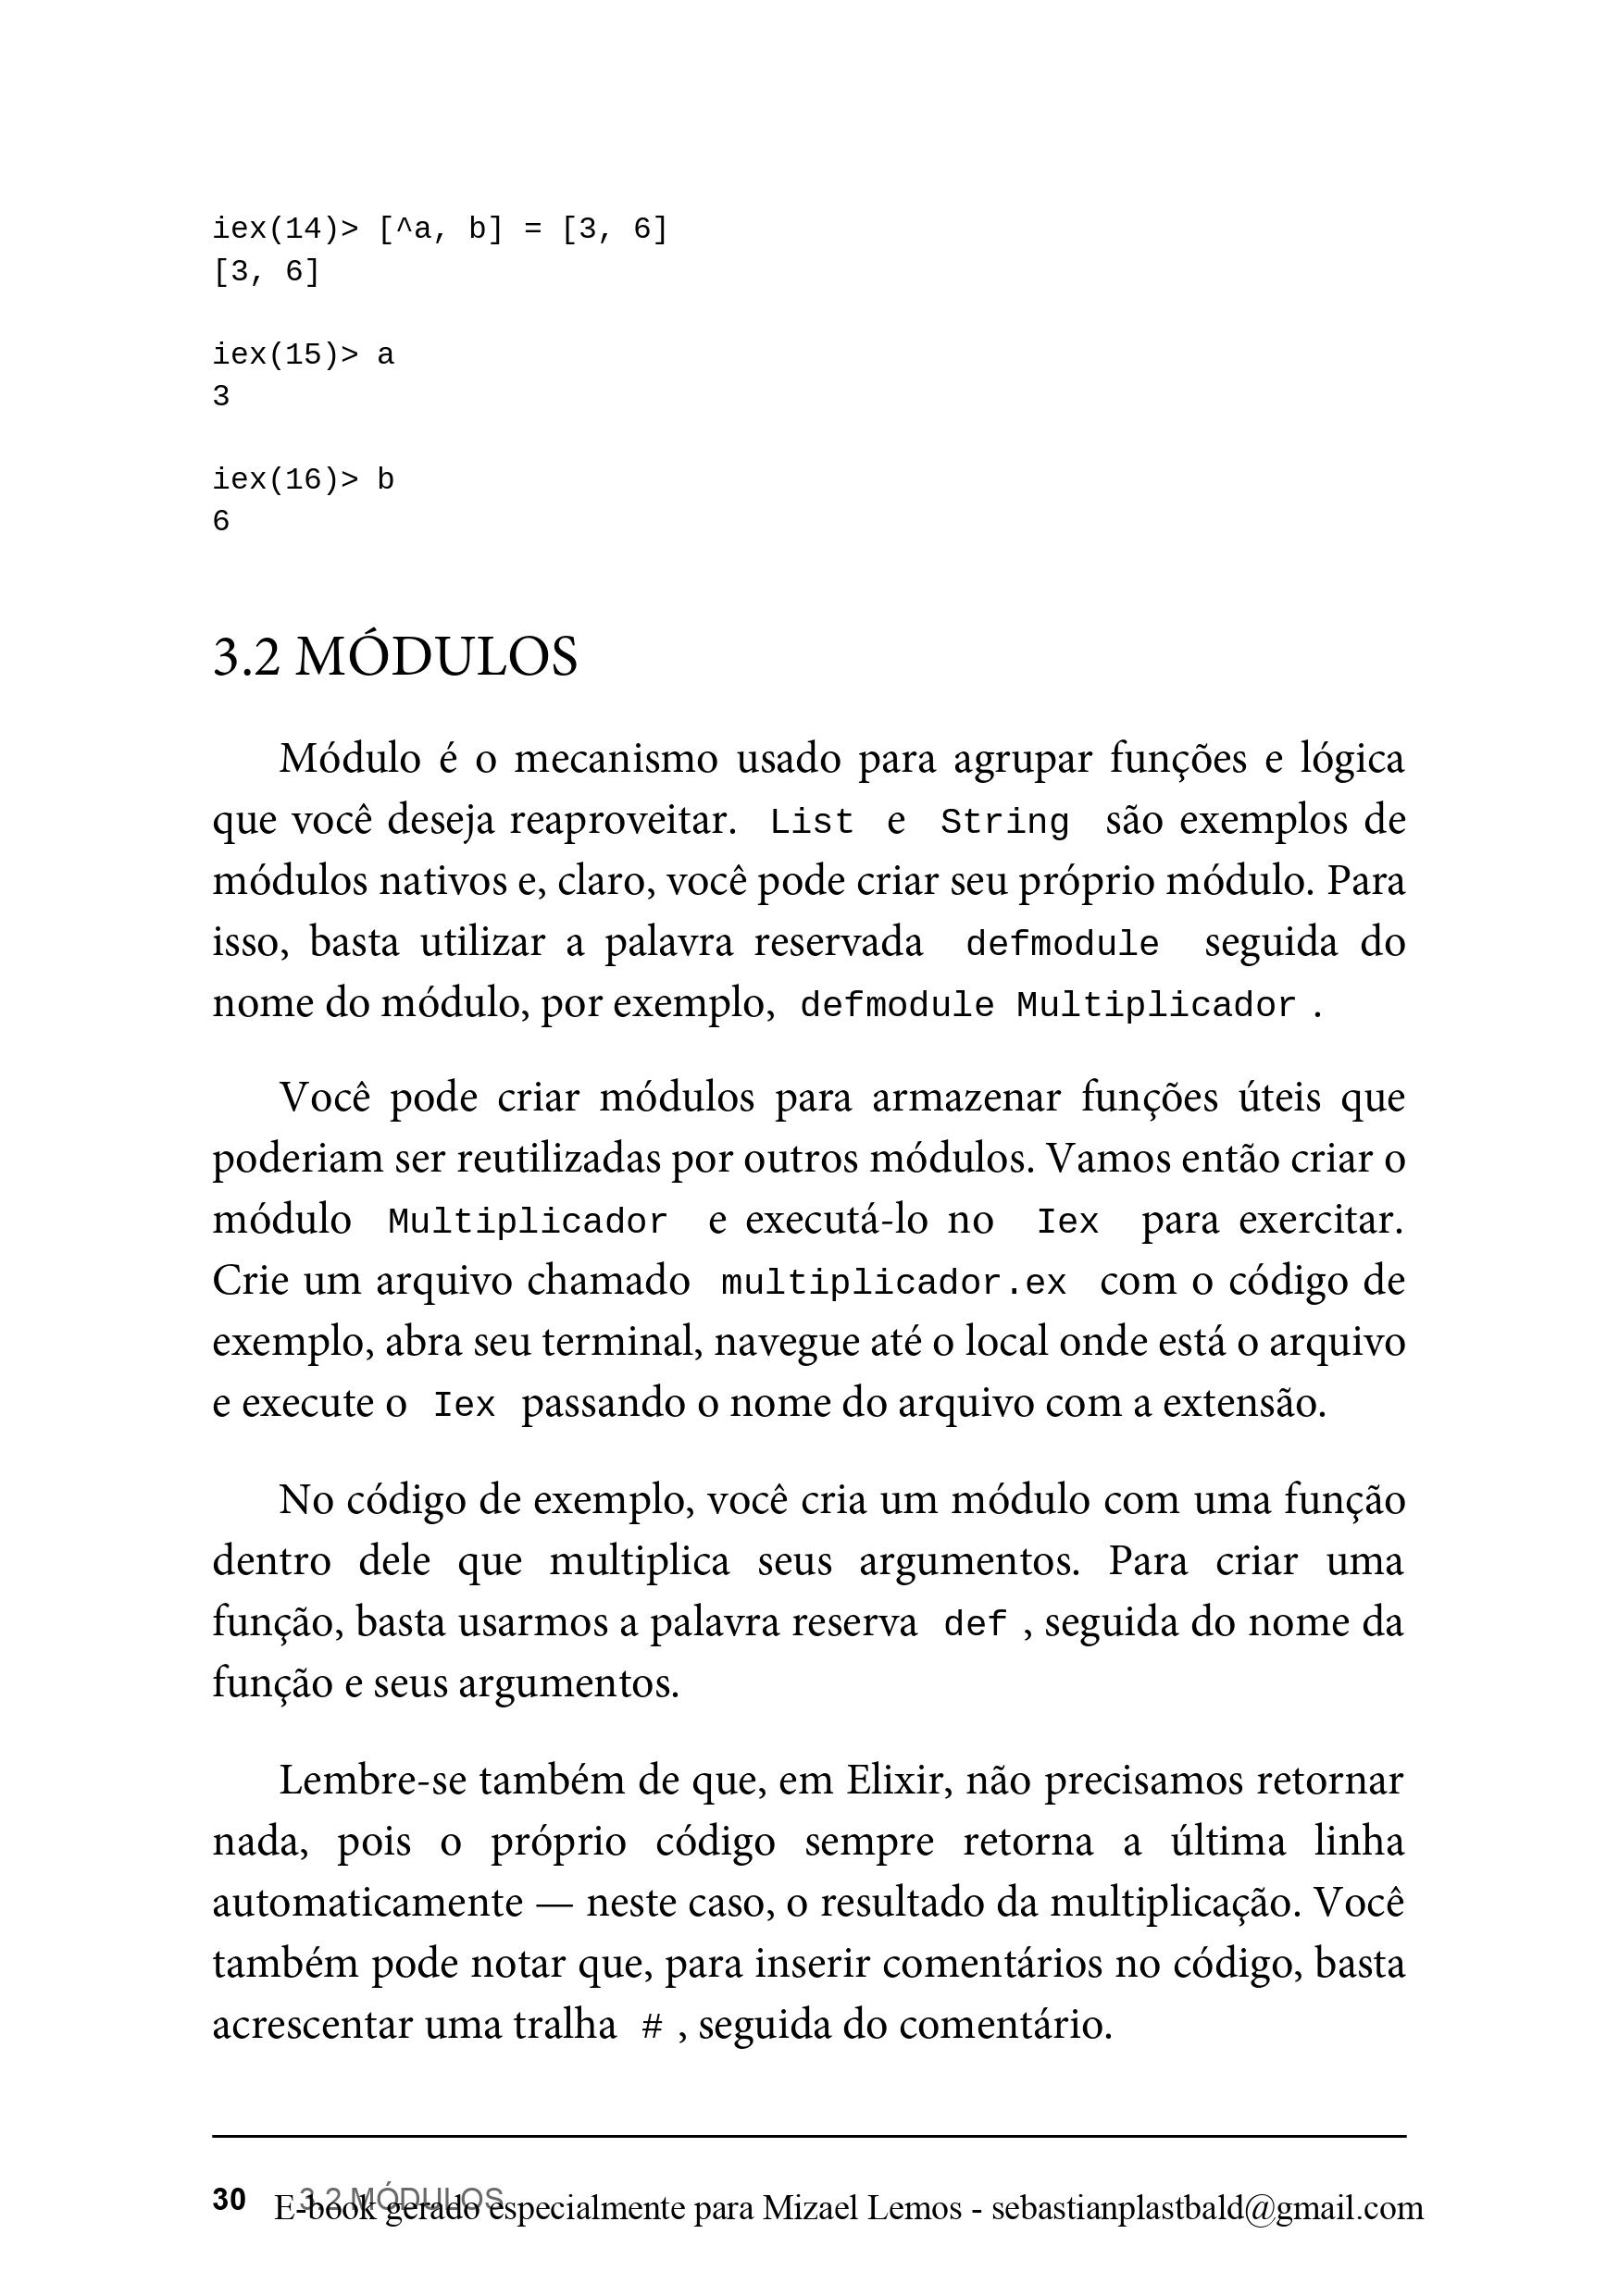 iex(14)> [^a, b] = [3, 6]
[3, 6]
iex(15)> a
3
iex(16)> b
6
3.2 MÓDULOS
Módulo é o mecanismo usado para agrupar funções e lógica
que você deseja reaproveitar. List e String são exemplos de
módulos nativos e, claro, você pode criar seu próprio módulo. Para
isso, basta utilizar a palavra reservada defmodule seguida do
nome do módulo, por exemplo, defmodule Multiplicador .
Você pode criar módulos para armazenar funções úteis que
poderiam ser reutilizadas por outros módulos. Vamos então criar o
módulo Multiplicador e executá-lo no Iex para exercitar.
Crie um arquivo chamado multiplicador.ex com o código de
exemplo, abra seu terminal, navegue até o local onde está o arquivo
e execute o Iex passando o nome do arquivo com a extensão.
No código de exemplo, você cria um módulo com uma função
dentro dele que multiplica seus argumentos. Para criar uma
função, basta usarmos a palavra reserva def , seguida do nome da
função e seus argumentos.
Lembre-se também de que, em Elixir, não precisamos retornar
nada, pois o próprio código sempre retorna a última linha
automaticamente — neste caso, o resultado da multiplicação. Você
também pode notar que, para inserir comentários no código, basta
acrescentar uma tralha # , seguida do comentário.
30 3.2 MÓDULOS
E-book gerado especialmente para Mizael Lemos - sebastianplastbald@gmail.com